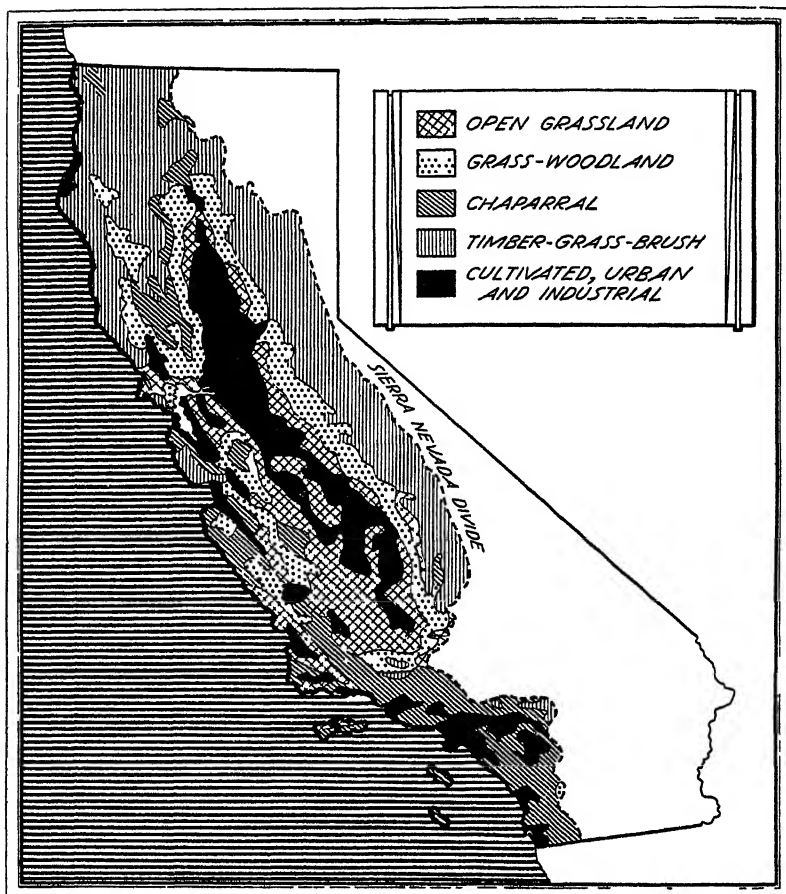 OPEN GRASSLAND
GRASS-WOODLAND
CHAPARRAL
TIMBER-GRASS-BRUSH
CULTIVATED, URBAN
AND INDUSTRIAL
SIERRA NEVADA DIVIDE